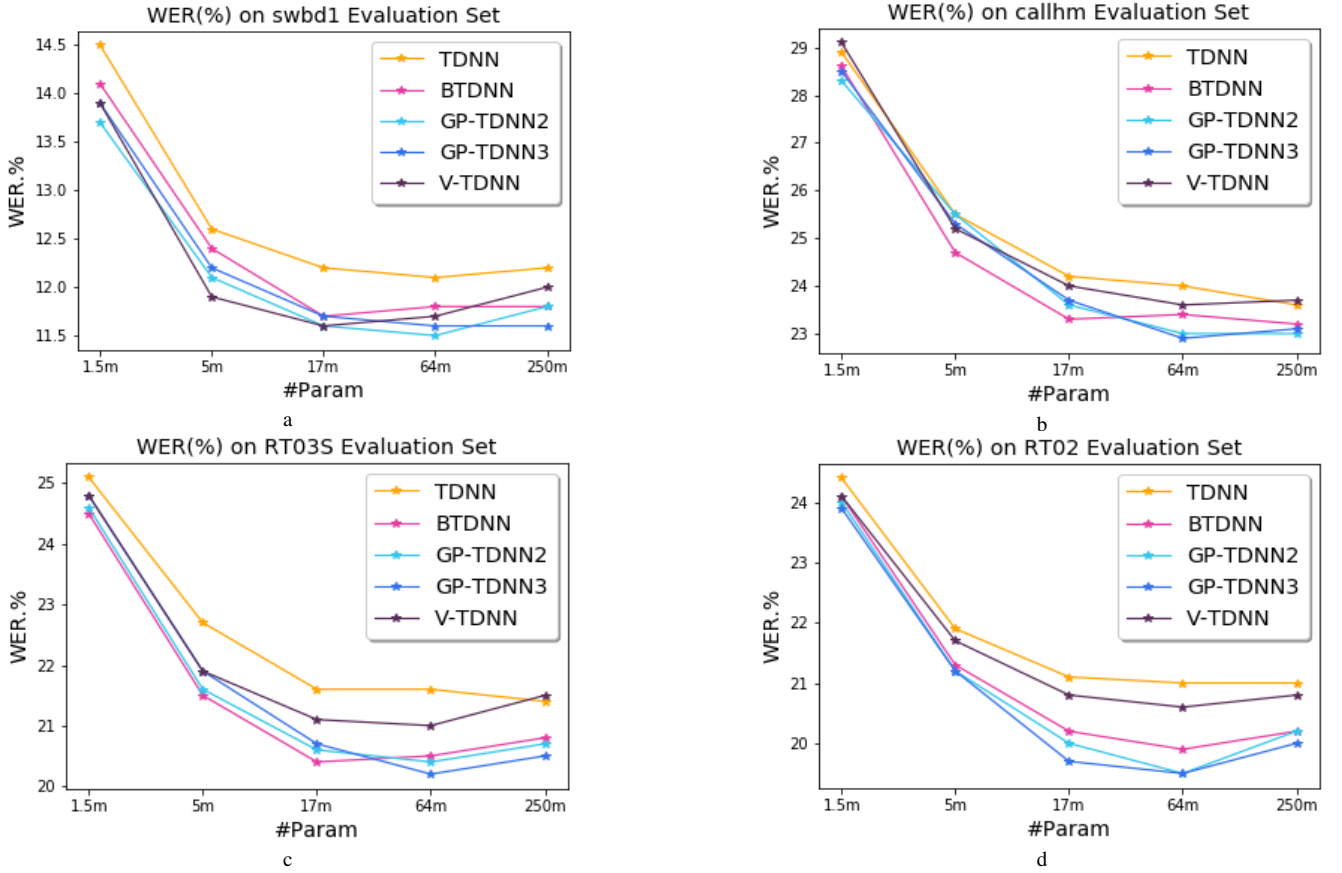 WER(%) on swbd1 Evaluation Set
WER.%
14.5
14.0
13.5
13.0
12.5
12.0
11.5
1.5m 5m 17m 64m 250m
#Param
TDNN
BTDNN
GP-TDNN2
GP-TDNN3
V-TDNN
a
WER(%) on callhm Evaluation Set
WER.%
29
28
27
26
25
24
23
1.5m 5m 17m 64m 250m
#Param
TDNN
BTDNN
GP-TDNN2
GP-TDNN3
V-TDNN
b
WER(%) on RT03S Evaluation Set
WER.%
25
24
23
22
21
20
1.5m 5m 17m 64m 250m
#Param
TDNN
BTDNN
GP-TDNN2
GP-TDNN3
V-TDNN
c
WER(%) on RT02 Evaluation Set
WER.%
24
23
22
21
20
1.5m 5m 17m 64m 250m
#Param
TDNN
BTDNN
GP-TDNN2
GP-TDNN3
V-TDNN
d